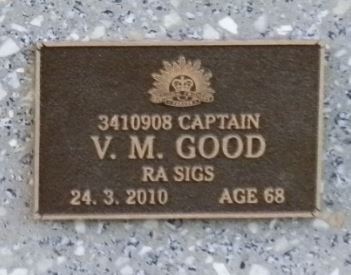 3410908 CAPTAIN
V. M. GOOD
RA SIGS
24. 3. 2010 AGE 68